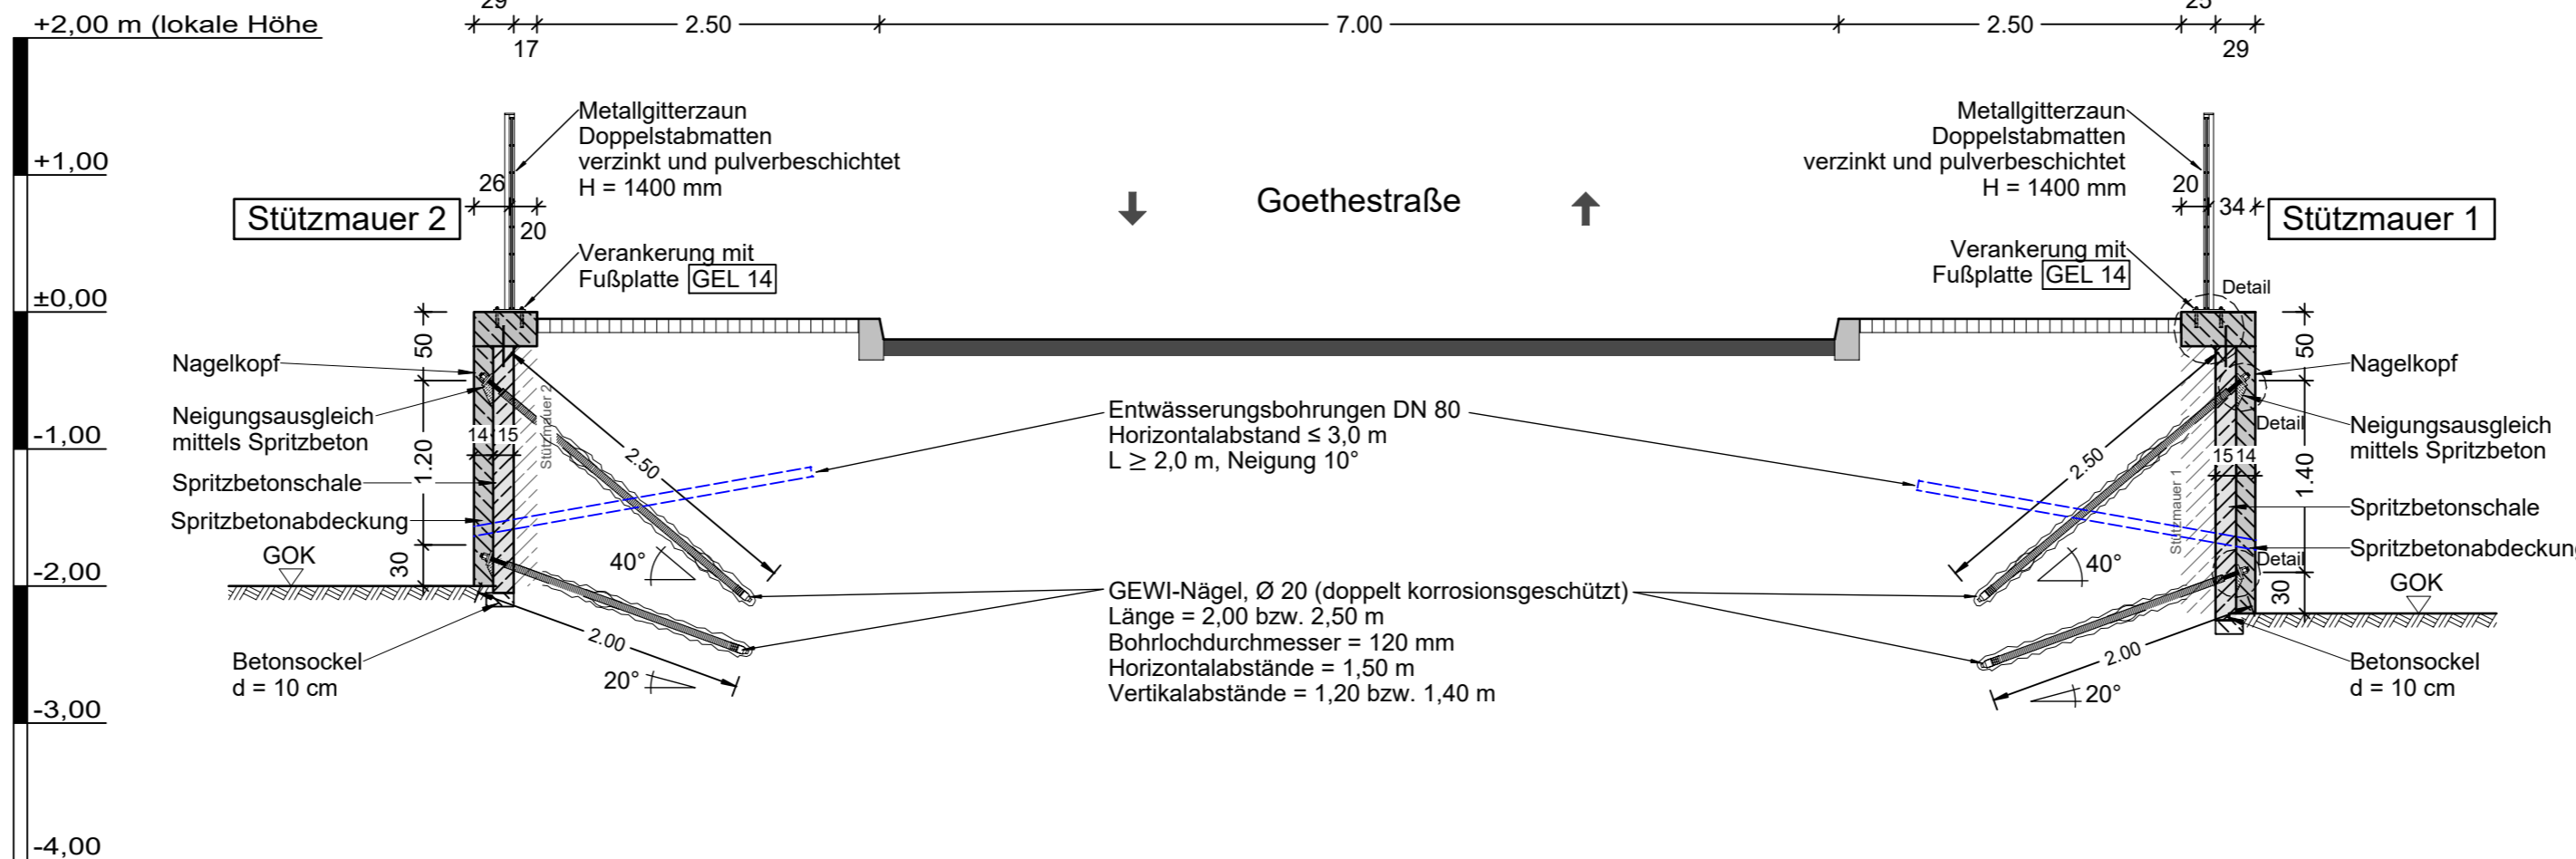 29
25
+2,00 m (lokale Höhe
2.50
7.00
2.50
17
29
Metallgitterzaun
Doppelstabmatten
verzinkt und pulverbeschichtet
H = 1400 mm
Metallgitterzaun
Doppelstabmatten
verzinkt und pulverbeschichtet
H = 1400 mm
+1,00
26
20
20
34
Stützmauer 2
Goethestraße
Stützmauer 1
Verankerung mit
Fußplatte GEL 14
Verankerung mit
Fußplatte GEL 14
Detail
±0,00
50
50
Nagelkopf
Nagelkopf
Neigungsausgleich
mittels Spritzbeton
Stützmauer 2
Entwässerungsbohrungen DN 80
Horizontalabstand ≤ 3,0 m
L ≥ 2,0 m, Neigung 10°
Detail
Neigungsausgleich
mittels Spritzbeton
-1,00
14
15
1.20
2.50
2.50
15
14
1.40
Spritzbetonschale
Spritzbetonabdeckung
Stützmauer 1
Spritzbetonschale
Spritzbetonabdeckung
GOK
30
40°
40°
Detail
30
GOK
-2,00
GEWI-Nägel, Ø 20 (doppelt korrosionsgeschützt)
Länge = 2,00 bzw. 2,50 m
Bohrlochdurchmesser = 120 mm
Horizontalabstände = 1,50 m
Vertikalabstände = 1,20 bzw. 1,40 m
2.00
2.00
Betonsockel
d = 10 cm
20°
20°
Betonsockel
d = 10 cm
-3,00
-4,00